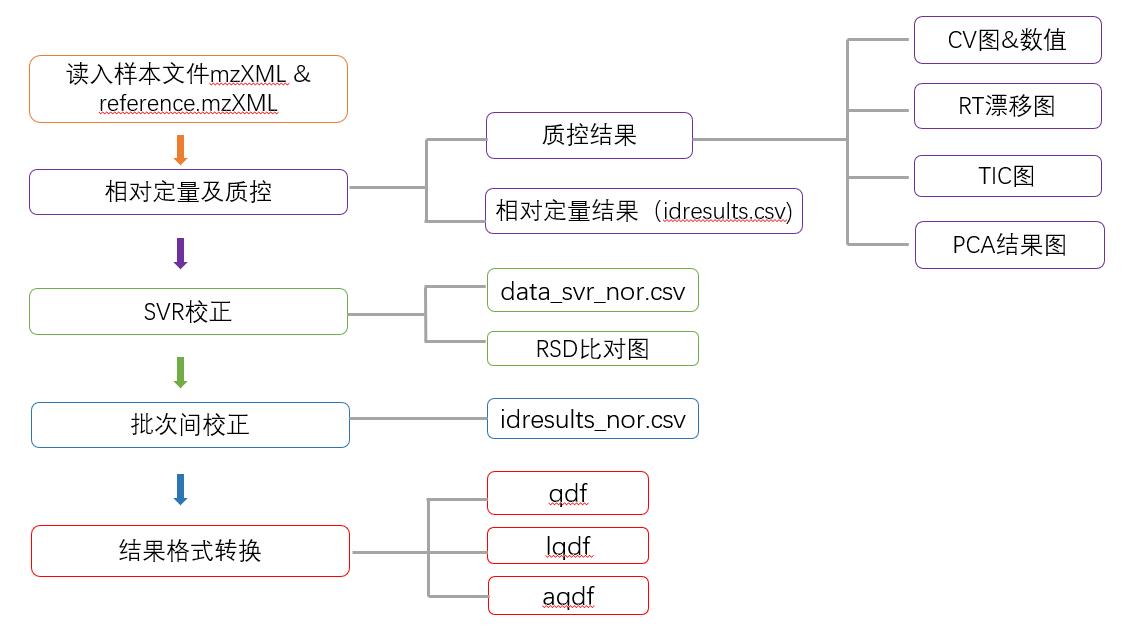 读入样本文件mzXML &
reference.mzXML
相对定量及质控
质控结果
CV图&数值
RT漂移图
TIC图
PCA结果图
相对定量结果（idresults.csv)
SVR校正
data_svr_nor.csv
RSD比对图
批次间校正
idresults_nor.csv
结果格式转换
qdf
lqdf
aqdf